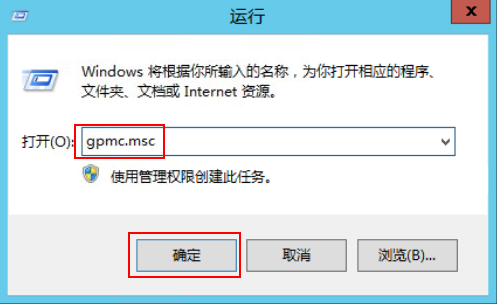 运行
x
Windows 将根据你所输入的名称，为你打开相应的程序、
文件夹、文档或 Internet 资源。
打开(O): gpmc.msc
使用管理权限创建此任务。
确定 取消 浏览(B)...